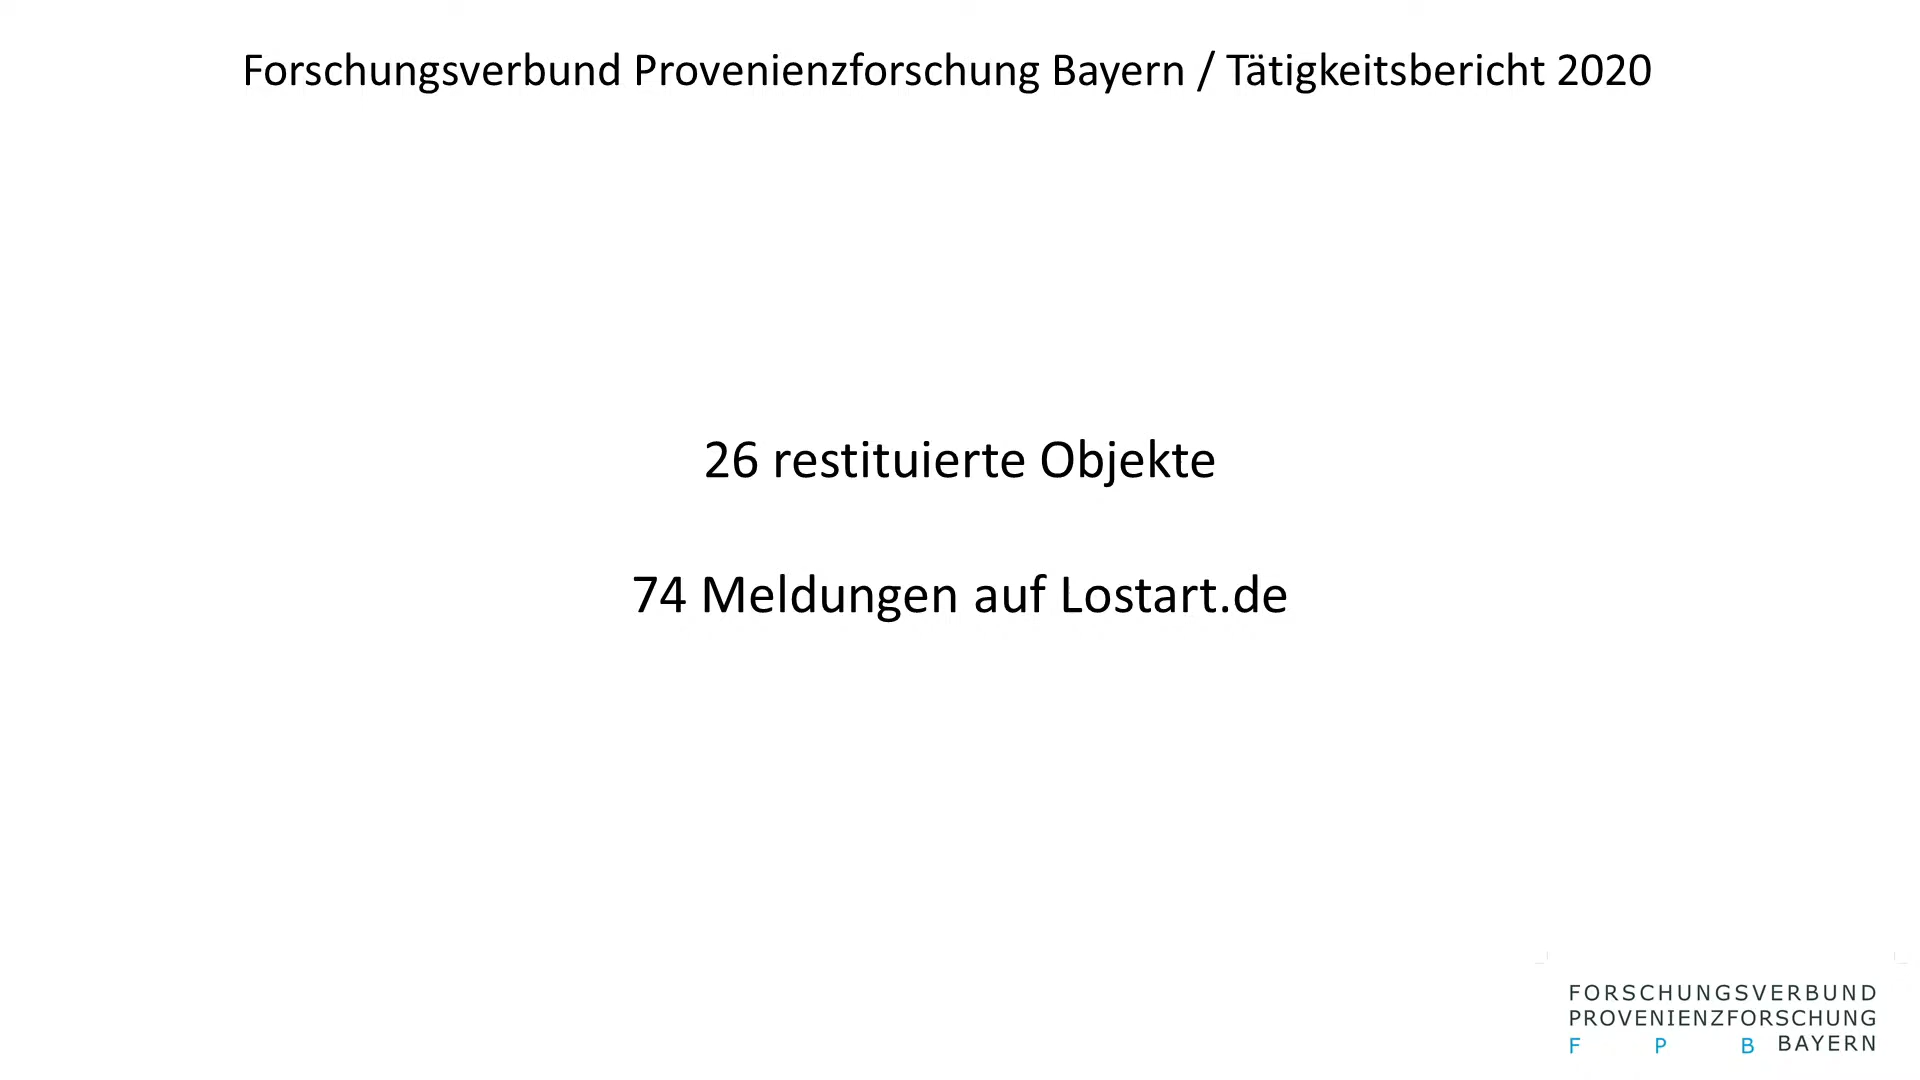 Forschungsverbund Provenienzforschung Bayern / Tätigkeitsbericht 2020
26 restituierte Objekte
74 Meldungen auf Lostart.de
FORSCHUNGSVERBUND
PROVENIENZFORSCHUNG
F P B BAYERN